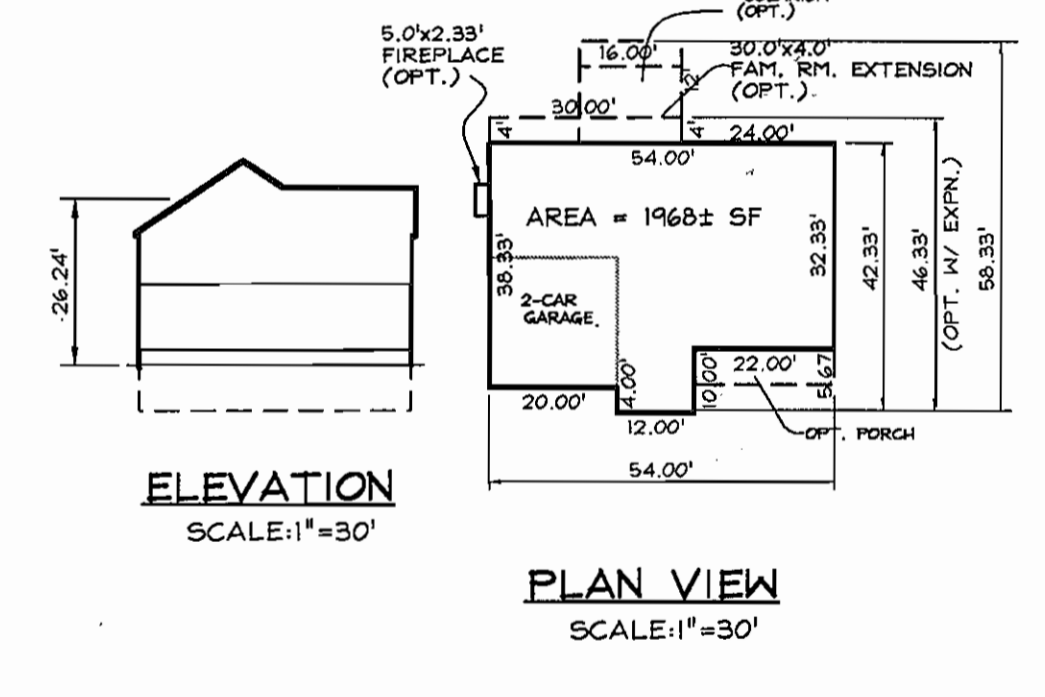 (OPT.)
5.0'x2.33'
FIREPLACE
(OPT.)
16.00'
30.0'x4.0'
FAM. RM. EXTENSION
(OPT.)
12'
30.00'
4'
4'
24.00'
54.00'
AREA = 1968± SF
38.33'
32.33'
42.33'
46.33'
(OPT. W/ EXPN.)
58.33'
26.24'
2-CAR
GARAGE.
20.00'
4.00'
12.00'
10.00'
22.00'
5.67
OPT. PORCH
54.00'
ELEVATION
SCALE:1"=30'
PLAN VIEW
SCALE:1"=30'